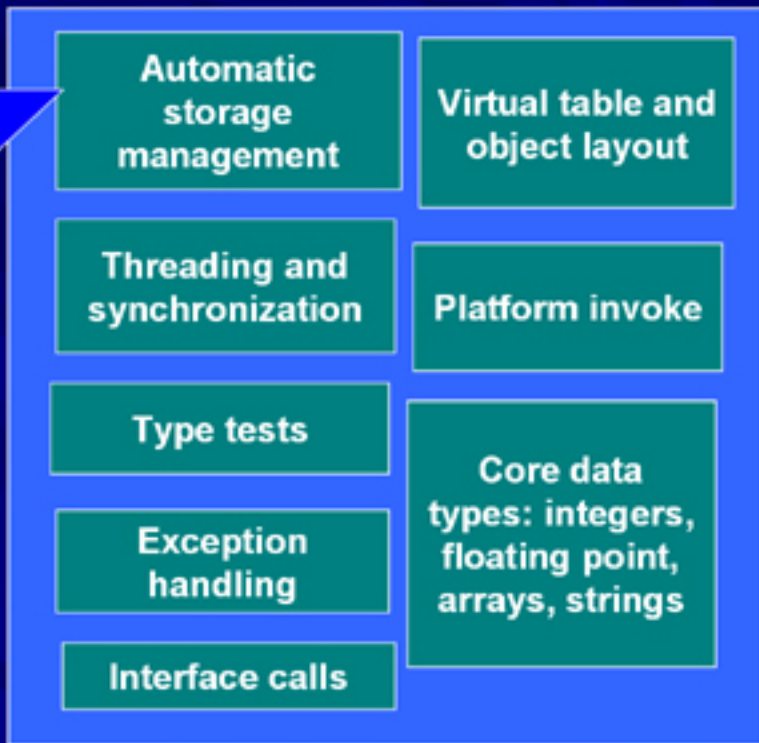 Automatic
storage
management
Virtual table and
object layout
Threading and
synchronization
Platform invoke
Type tests
Core data
types: integers,
floating point,
arrays, strings
Exception
handling
Interface calls